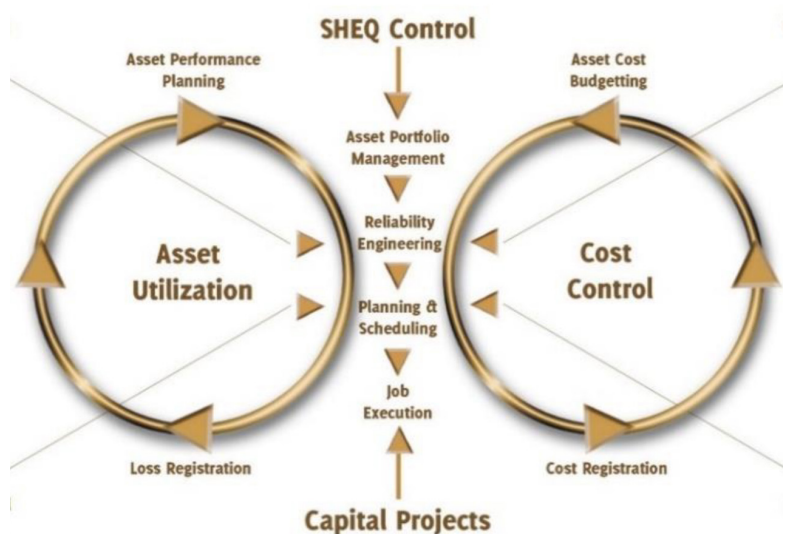 SHEQ Control
Asset Performance
Planning
Asset Cost
Budgetting
Asset Portfolio
Management
Reliability
Engineering
Asset
Utilization
Cost
Control
Planning &
Scheduling
Job
Execution
Loss Registration
Cost Registration
Capital Projects